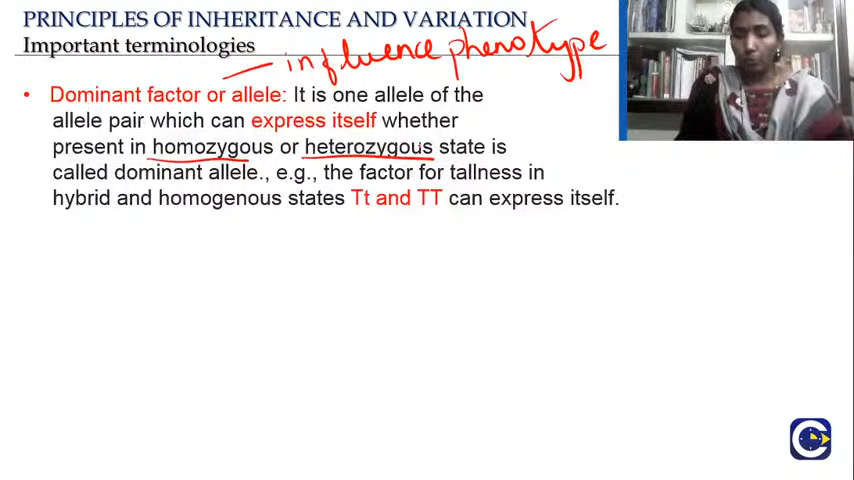 PRINCIPLES OF INHERITANCE AND VARIATION
Important terminologies
influence phenotype
• Dominant factor or allele: It is one allele of the
allele pair which can express itself whether
present in homozygous or heterozygous state is
called dominant allele., e.g., the factor for tallness in
hybrid and homogenous states Tt and TT can express itself.